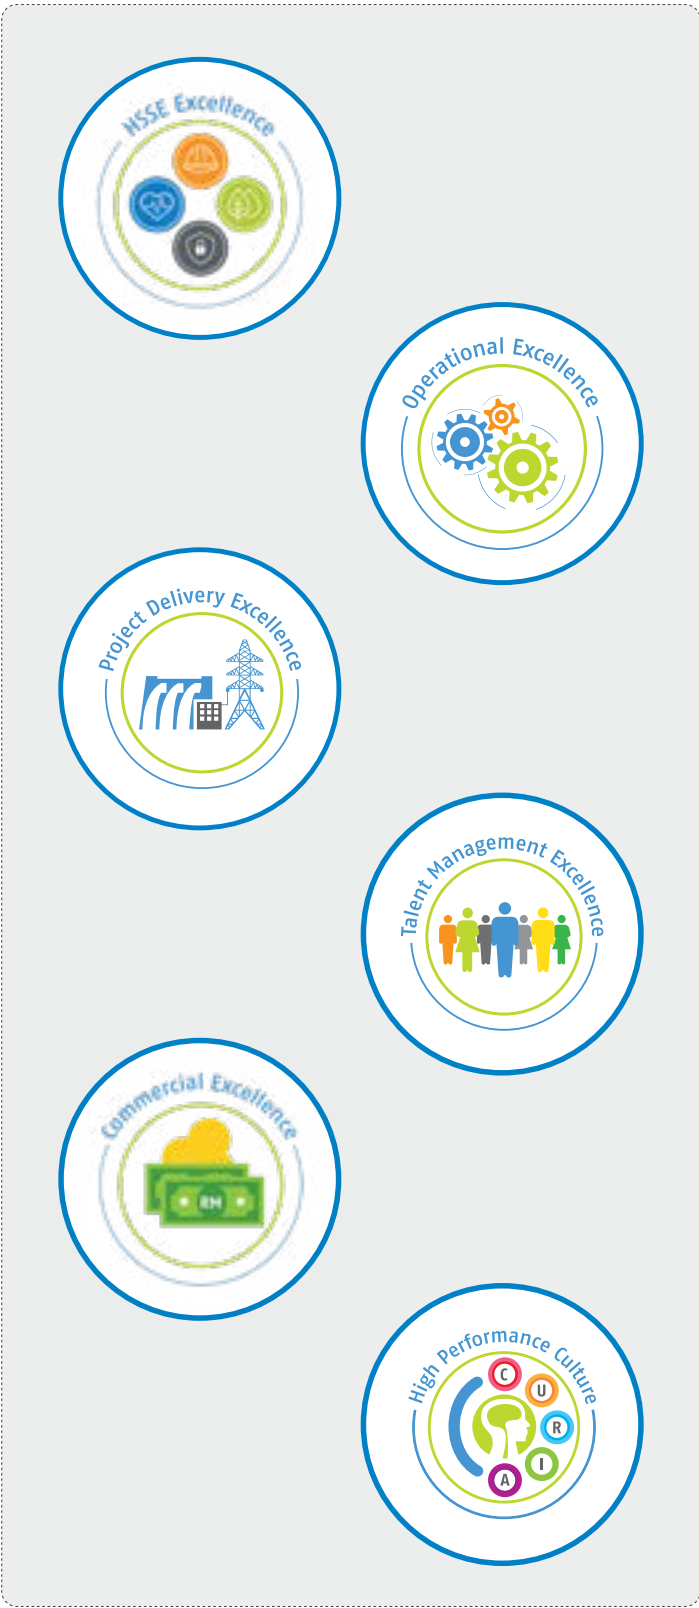 HSSE Excellence
Operational Excellence
Project Delivery Excellence
Talent Management Excellence
Commercial Excellence
RM
High Performance Culture
C
U
R
I
A